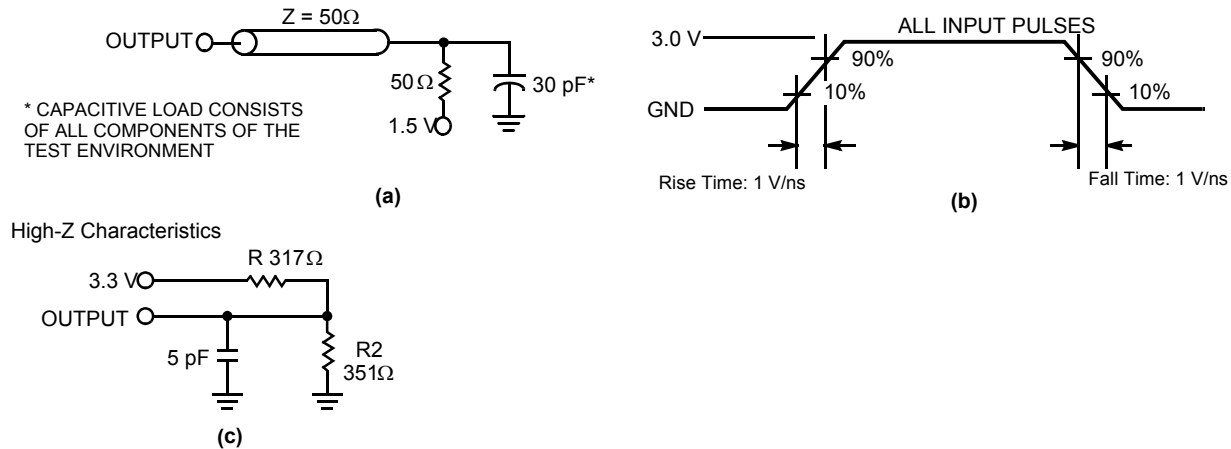 Z = 50Ω
OUTPUT
50 Ω
30 pF*
1.5 V
* CAPACITIVE LOAD CONSISTS
OF ALL COMPONENTS OF THE
TEST ENVIRONMENT
(a)
ALL INPUT PULSES
3.0 V
90%
90%
10%
10%
GND
Rise Time: 1 V/ns
Fall Time: 1 V/ns
(b)
High-Z Characteristics
R 317Ω
3.3 V
OUTPUT
5 pF
R2
351Ω
(c)